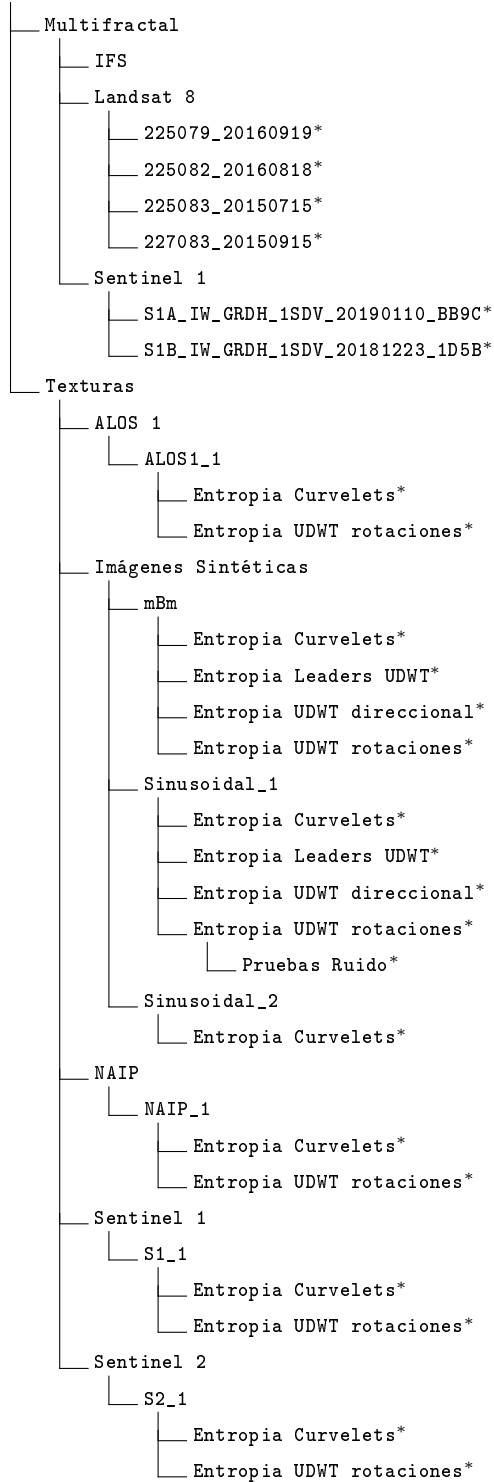 Multifractal
IFS
Landsat 8
225079_20160919*
225082_20160818*
225083_20150715*
227083_20150915*
Sentinel 1
S1A_IW_GRDH_1SDV_20190110_BB9C*
S1B_IW_GRDH_1SDV_20181223_1D5B*
Texturas
ALOS 1
ALOS1_1
Entropia Curvelets*
Entropia UDWT rotaciones*
Imágenes Sintéticas
mBm
Entropia Curvelets*
Entropia Leaders UDWT*
Entropia UDWT direccional*
Entropia UDWT rotaciones*
Sinusoidal_1
Entropia Curvelets*
Entropia Leaders UDWT*
Entropia UDWT direccional*
Entropia UDWT rotaciones*
Pruebas Ruido*
Sinusoidal_2
Entropia Curvelets*
NAIP
NAIP_1
Entropia Curvelets*
Entropia UDWT rotaciones*
Sentinel 1
S1_1
Entropia Curvelets*
Entropia UDWT rotaciones*
Sentinel 2
S2_1
Entropia Curvelets*
Entropia UDWT rotaciones*